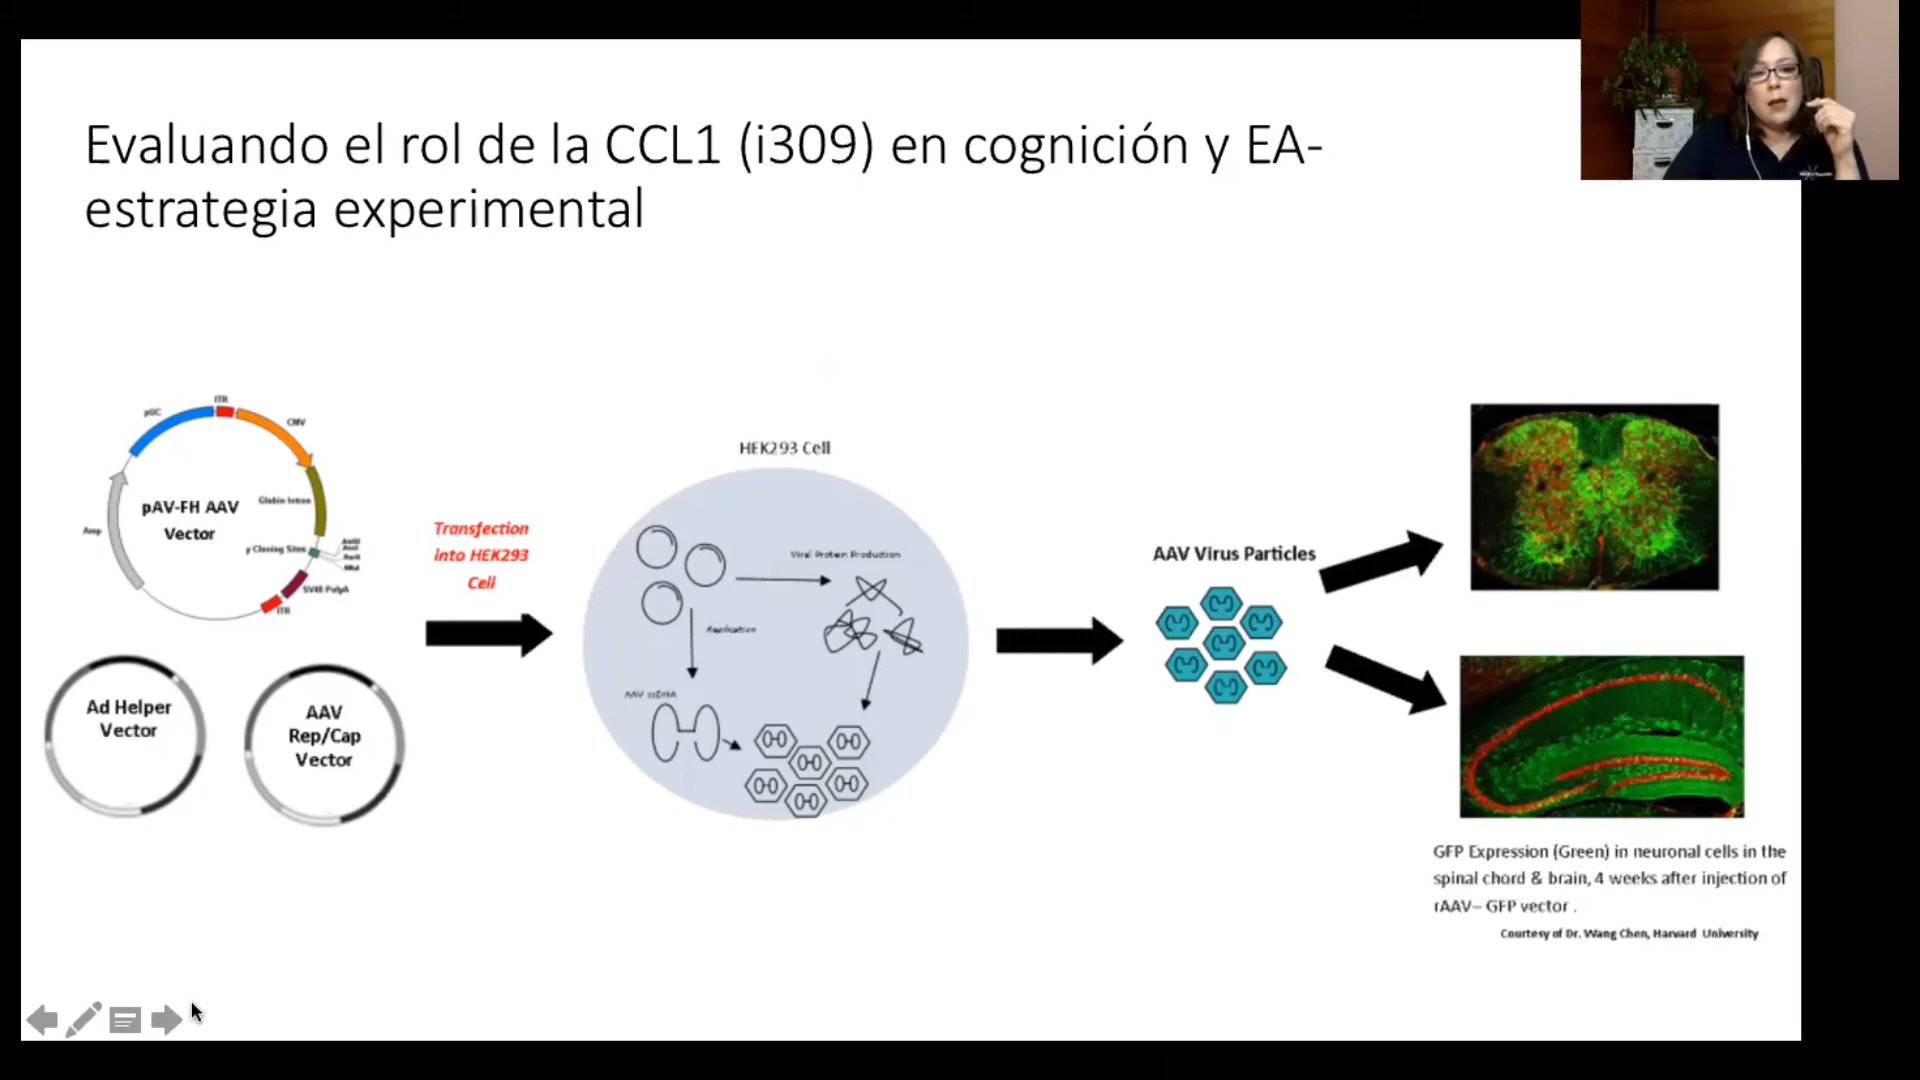 Evaluando el rol de la CCL1 (i309) en cognición y EA-
estrategia experimental
pUC
ITR
CMV
pAV-FH AAV
Vector
Globin Intron
Amp
y Cloning Sites
SV40 PolyA
ITR
Ad Helper
Vector
AAV
Rep/Cap
Vector
Transfection
into HEK293
Cell
HEK293 Cell
Viral Protein Production
Replication
AAV ssDNA
AAV Virus Particles
GFP Expression (Green) in neuronal cells in the
spinal chord & brain, 4 weeks after injection of
rAAV– GFP vector .
Courtesy of Dr. Wang Chen, Harvard University